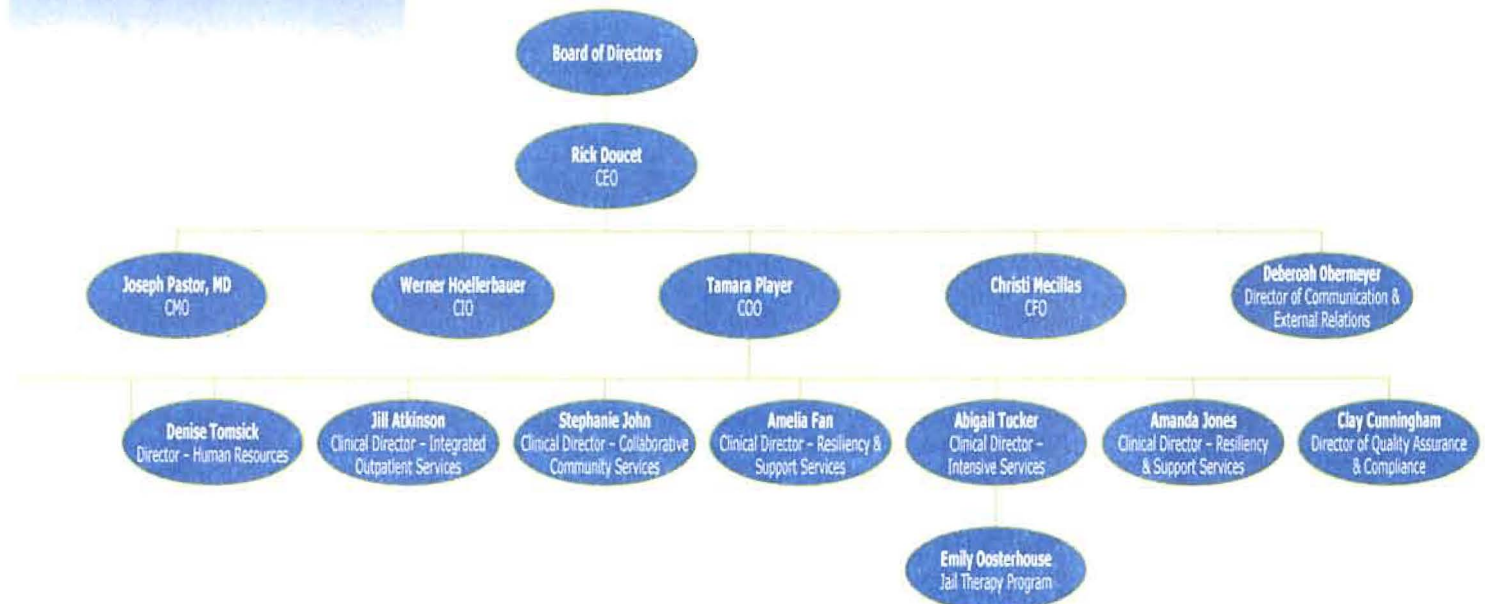 Board of Directors
Rick Doucet
CEO
Joseph Pastor, MD
CMO
Werner Hoellerbauer
CIO
Tamara Player
COO
Christi Mecillas
CFO
Deberoah Obermeyer
Director of Communication &
External Relations
Denise Tomsick
Director – Human Resources
Jill Atkinson
Clinical Director – Integrated
Outpatient Services
Stephanie John
Clinical Director – Collaborative
Community Services
Amelia Fan
Clinical Director – Resiliency &
Support Services
Abigail Tucker
Clinical Director –
Intensive Services
Amanda Jones
Clinical Director – Resiliency
& Support Services
Clay Cunningham
Director of Quality Assurance
& Compliance
Emily Oosterhouse
Jail Therapy Program